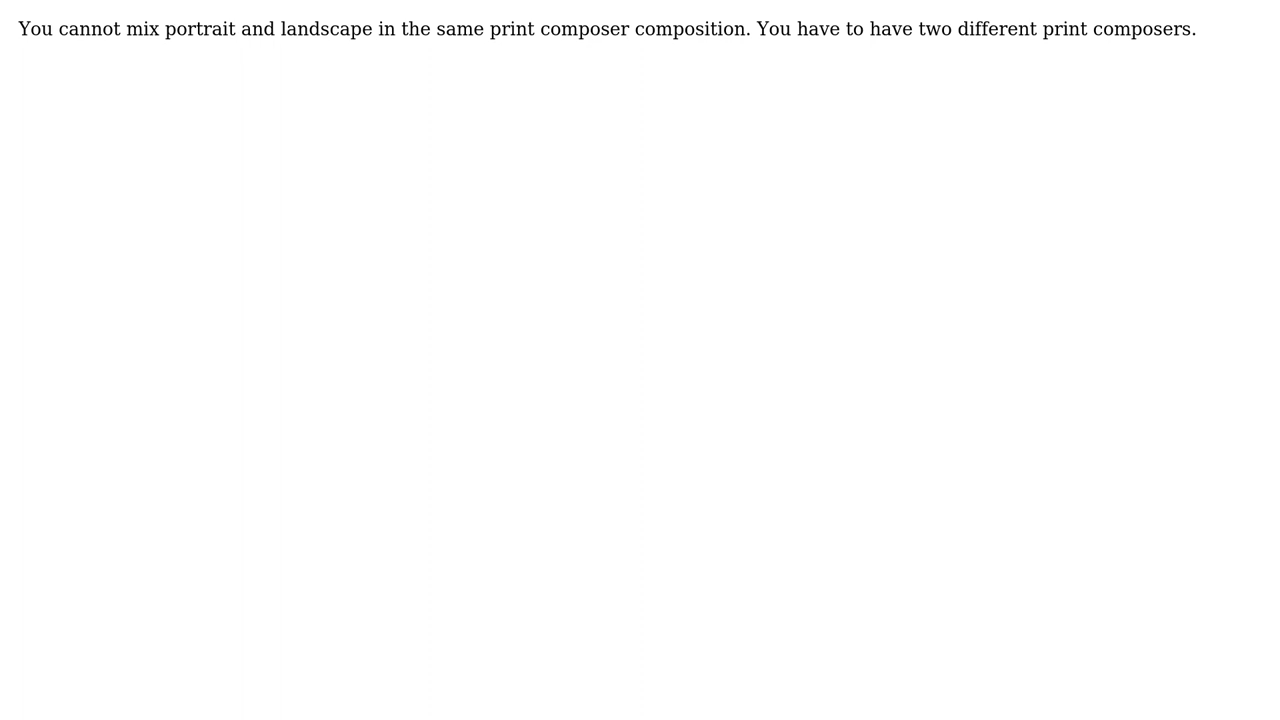 You cannot mix portrait and landscape in the same print composer composition. You have to have two different print composers.